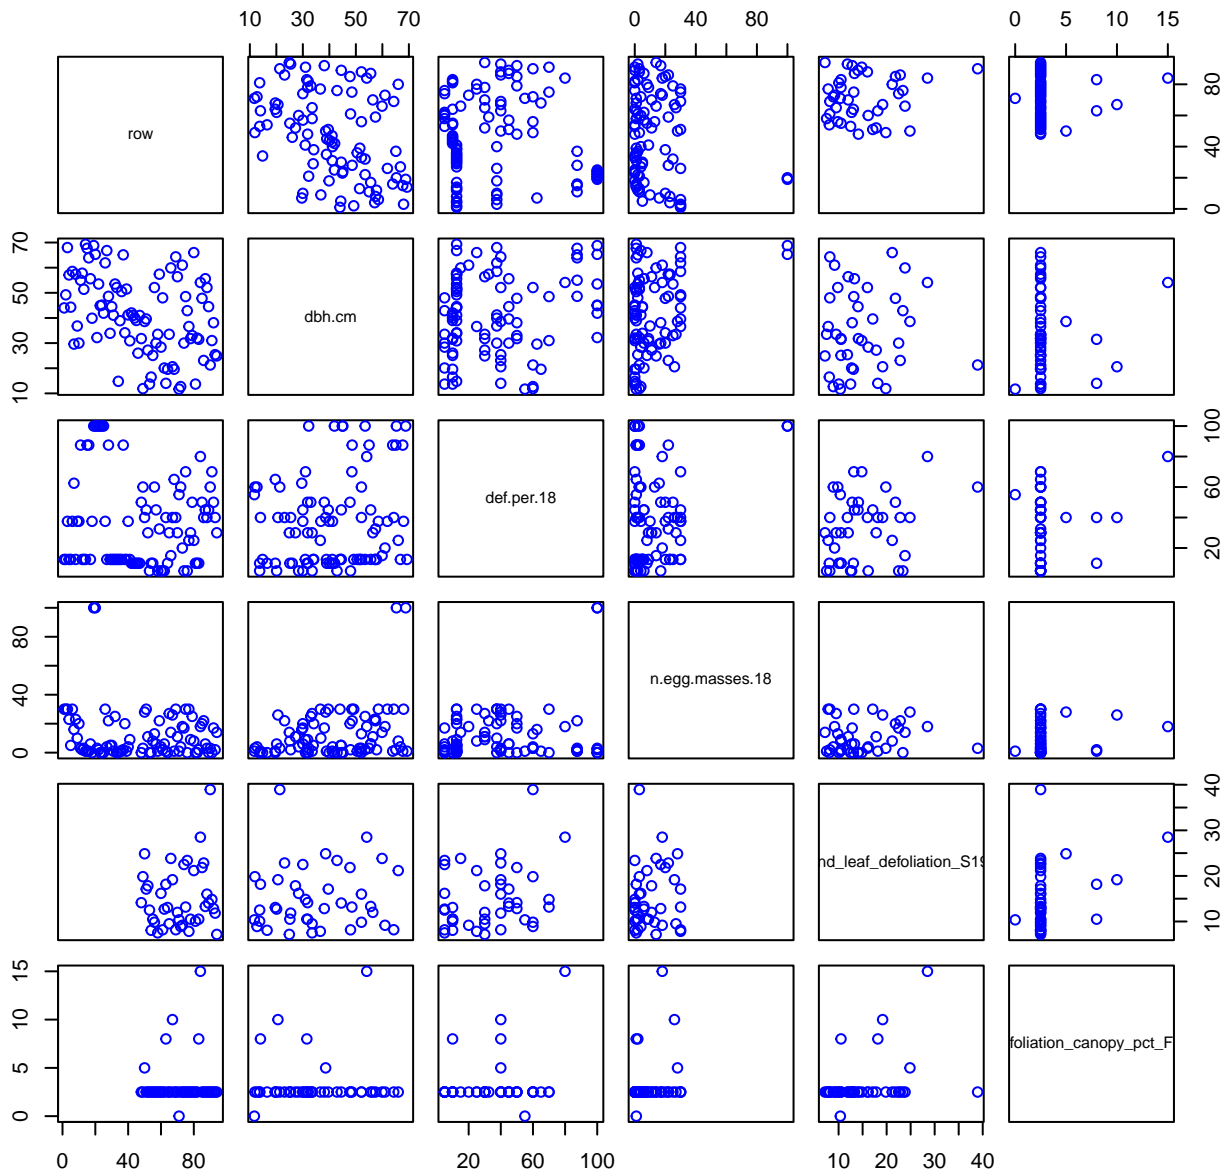 10 30 50 70 0 40 80 0 5 10 15
row
0 40 80
10 30 50 70
dbh.cm
def.per.18
20 60 100
0 40 80
n.egg.masses.18
nd_leaf_defoliation_S19
10 20 30 40
0 5 10 15
foliation_canopy_pct_F
0 40 80 20 60 100 10 20 30 40